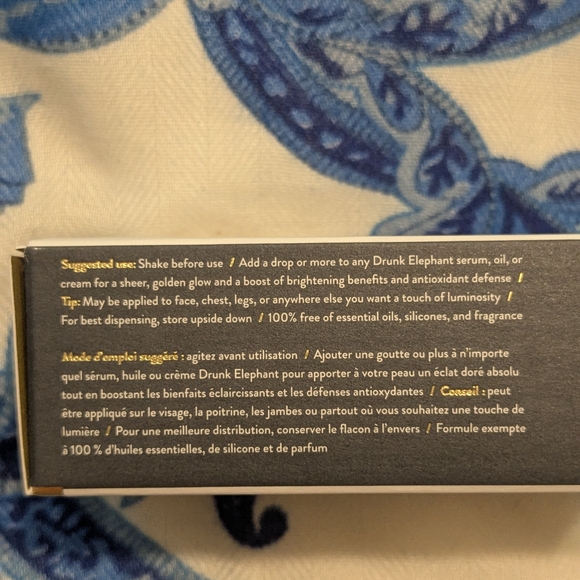 Suggested use: Shake before use / Add a drop or more to any Drunk Elephant serum, oil, or
cream for a sheer, golden glow and a boost of brightening benefits and antioxidant defense /
Tip: May be applied to face, chest, legs, or anywhere else you want a touch of luminosity /
For best dispensing, store upside down / 100% free of essential oils, silicones, and fragrance
Mode d'emploi suggéré : agitez avant utilisation / Ajouter une goutte ou plus à n'importe
quel sérum, huile ou crème Drunk Elephant pour apporter à votre peau un éclat doré absolu
tout en boostant les bienfaits éclaircissants et les défenses antioxydantes / Conseil : peut
être appliqué sur le visage, la poitrine, les jambes ou partout où vous souhaitez une touche de
lumière / Pour une meilleure distribution, conserver le flacon à l'envers / Formule exempte
à 100 % d'huiles essentielles, de silicone et de parfum